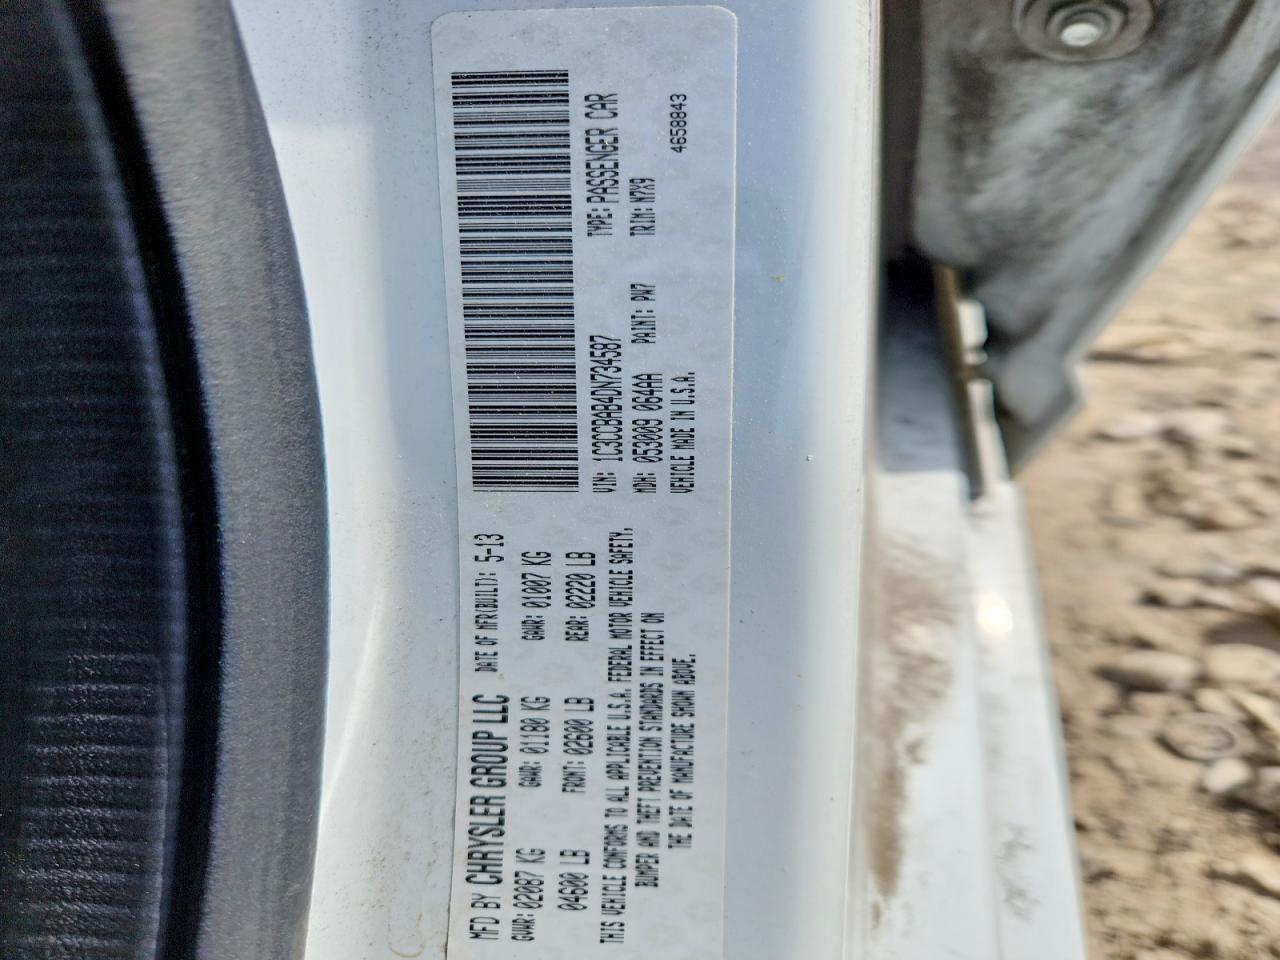 MFD BY CHRYSLER GROUP LLC DATE OF MFR(BUILT): 5-13
GVWR: 02087 KG GAWR: 01180 KG GAWR: 01007 KG
04600 LB FRONT: 02600 LB REAR: 02220 LB
THIS VEHICLE CONFORMS TO ALL APPLICABLE U.S.A. FEDERAL MOTOR VEHICLE SAFETY,
BUMPER AND THEFT PREVENTION STANDARDS IN EFFECT ON
THE DATE OF MANUFACTURE SHOWN ABOVE.
VIN: 1C3CCBAB4DN734587 TYPE: PASSENGER CAR
MDH: 053009 064AA PAINT: PW7 TRIM: N7X9
VEHICLE MADE IN U.S.A. 4658843